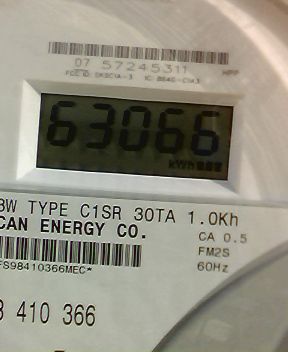 07 57245311
63066
kWh
3W TYPE C1SR 30TA 1.0Kh
CAN ENERGY CO.
CA 0.5
FM2S
60Hz
FS98410366MEC*
410 366